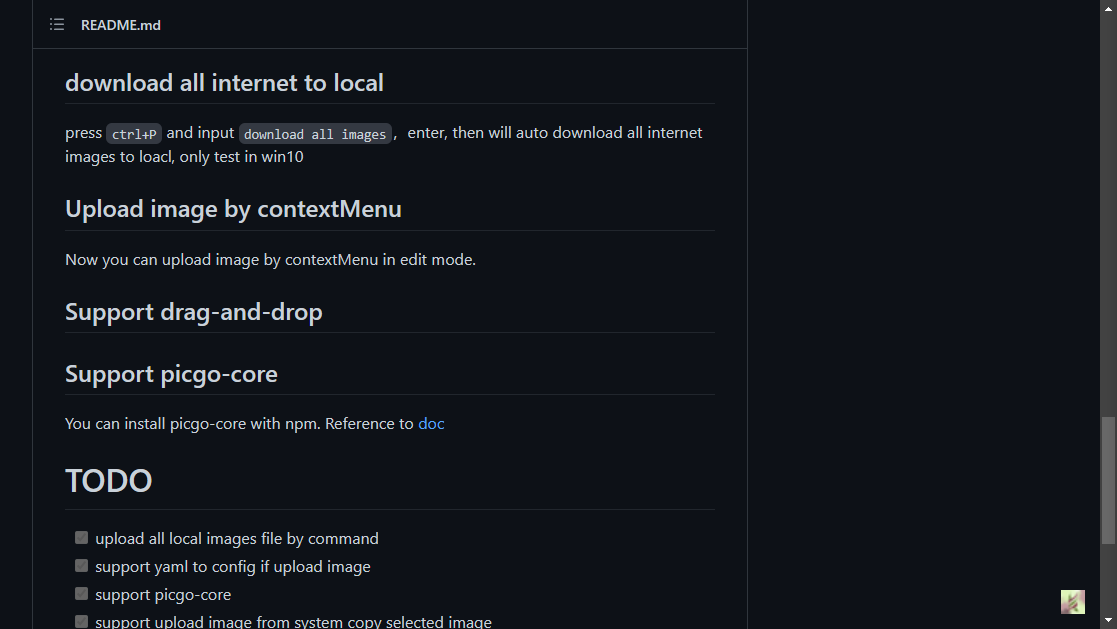 README.md
download all internet to local
press ctrl+P and input download all images，enter, then will auto download all internet
images to loacl, only test in win10
Upload image by contextMenu
Now you can upload image by contextMenu in edit mode.
Support drag-and-drop
Support picgo-core
You can install picgo-core with npm. Reference to doc
TODO
upload all local images file by command
support yaml to config if upload image
support picgo-core
support upload image from system copy selected image